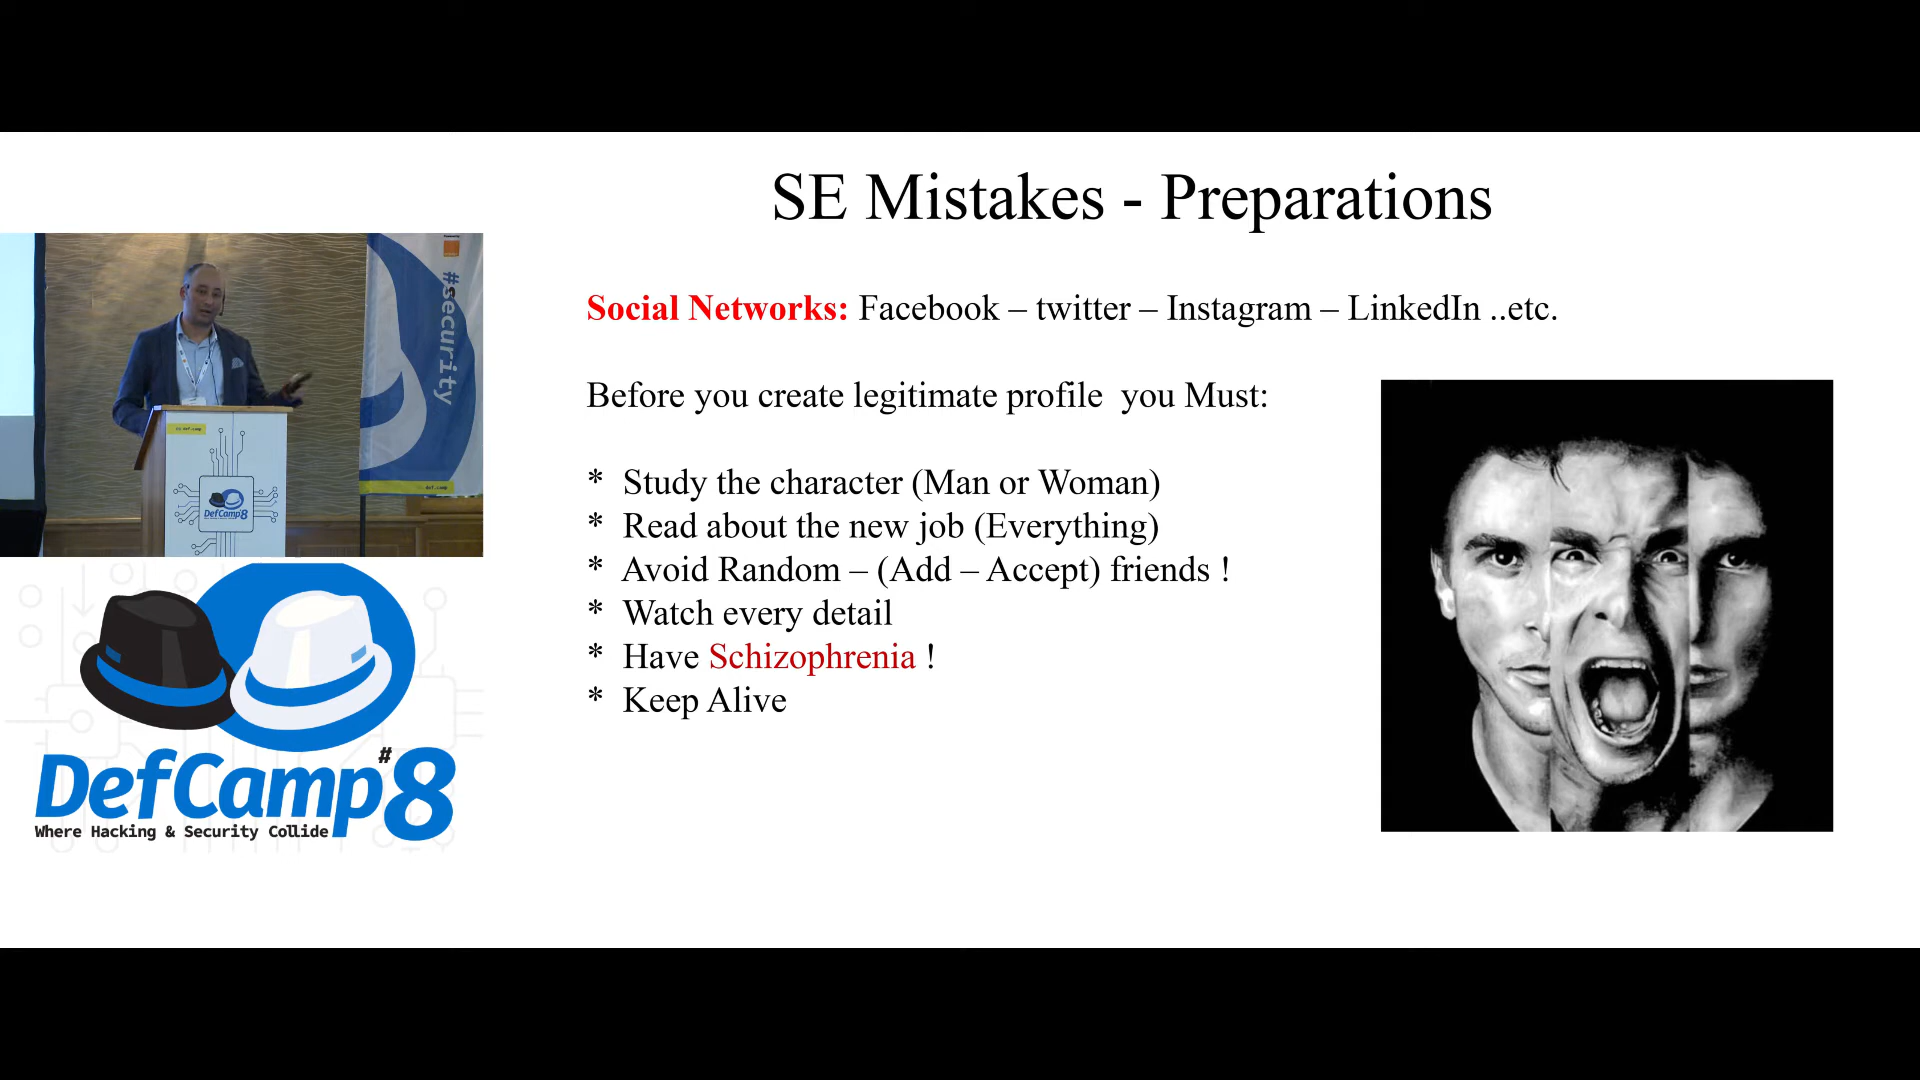 SE Mistakes - Preparations
Social Networks: Facebook – twitter – Instagram – LinkedIn ..etc.
Before you create legitimate profile  you Must:
*  Study the character (Man or Woman)
*  Read about the new job (Everything)
*  Avoid Random – (Add – Accept) friends !
*  Watch every detail
*  Have Schizophrenia !
*  Keep Alive
#security
DefCamp#8
DefCamp#8
Where Hacking & Security Collide